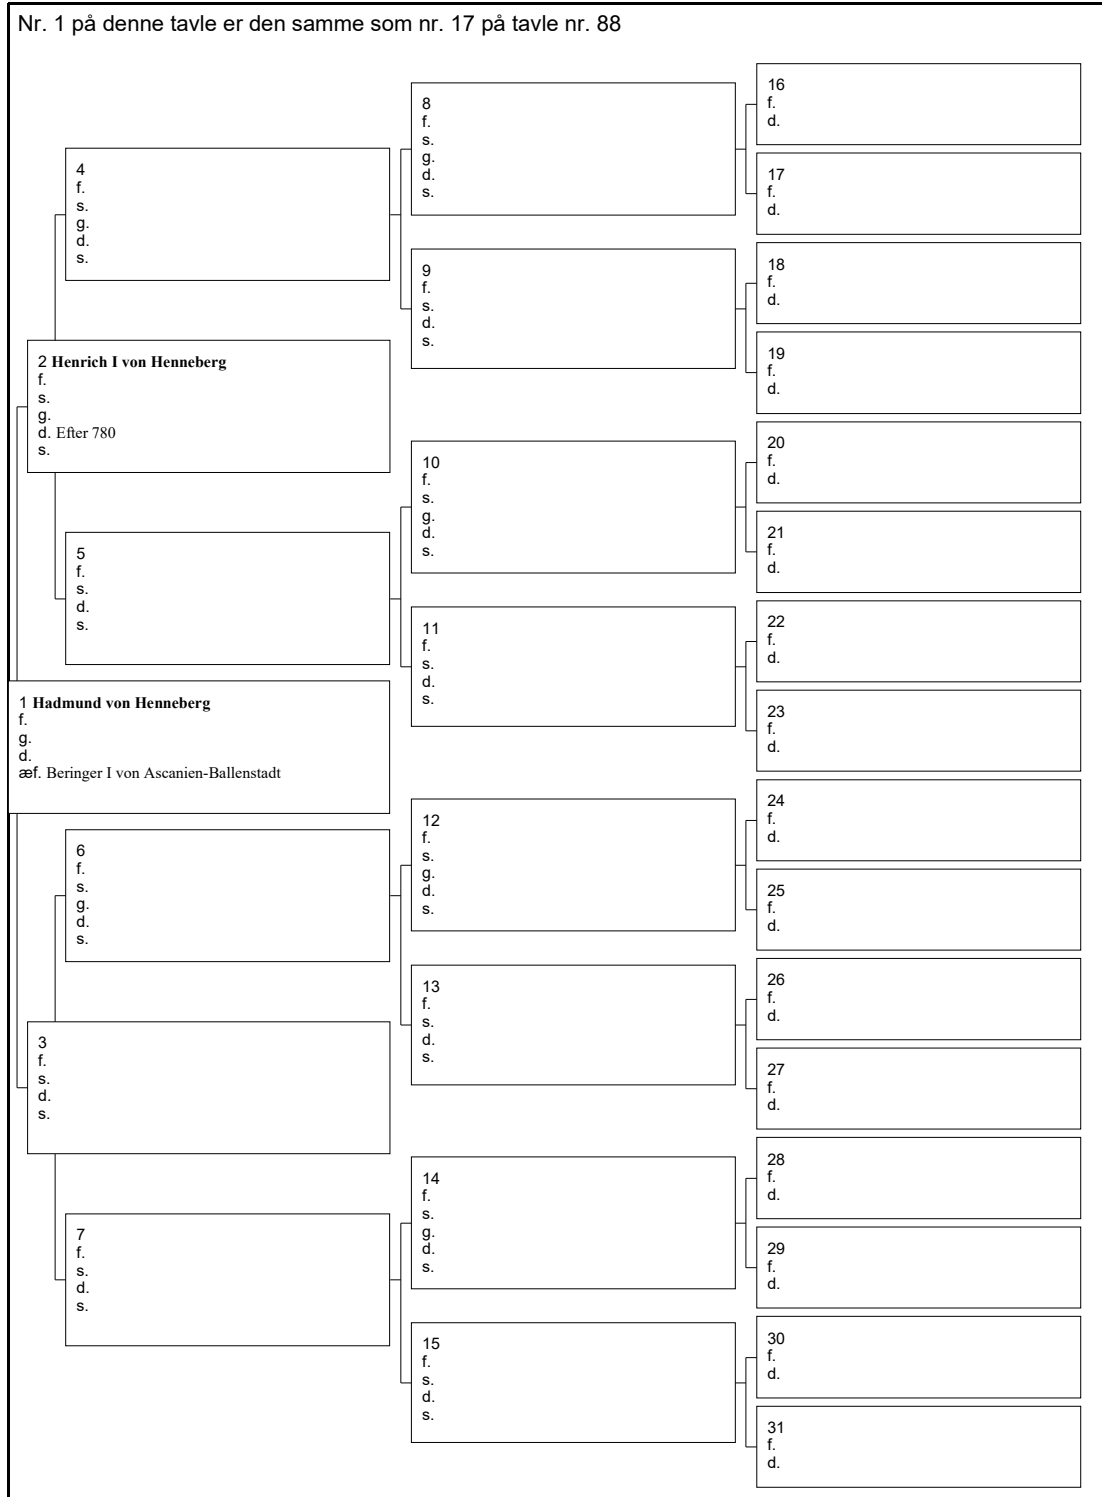 Nr. 1 på denne tavle er den samme som nr. 17 på tavle nr. 88
4
f.
s.
g.
d.
s.
2 Henrich I von Henneberg
f.
s.
g.
d. Efter 780
s.
5
f.
s.
d.
s.
1 Hadmund von Henneberg
f.
g.
d.
æf. Beringer I von Ascanien-Ballenstadt
6
f.
s.
g.
d.
s.
3
f.
s.
d.
s.
7
f.
s.
d.
s.
8
f.
s.
g.
d.
s.
9
f.
s.
d.
s.
10
f.
s.
g.
d.
s.
11
f.
s.
d.
s.
12
f.
s.
g.
d.
s.
13
f.
s.
d.
s.
14
f.
s.
g.
d.
s.
15
f.
s.
d.
s.
16
f.
d.
17
f.
d.
18
f.
d.
19
f.
d.
20
f.
d.
21
f.
d.
22
f.
d.
23
f.
d.
24
f.
d.
25
f.
d.
26
f.
d.
27
f.
d.
28
f.
d.
29
f.
d.
30
f.
d.
31
f.
d.